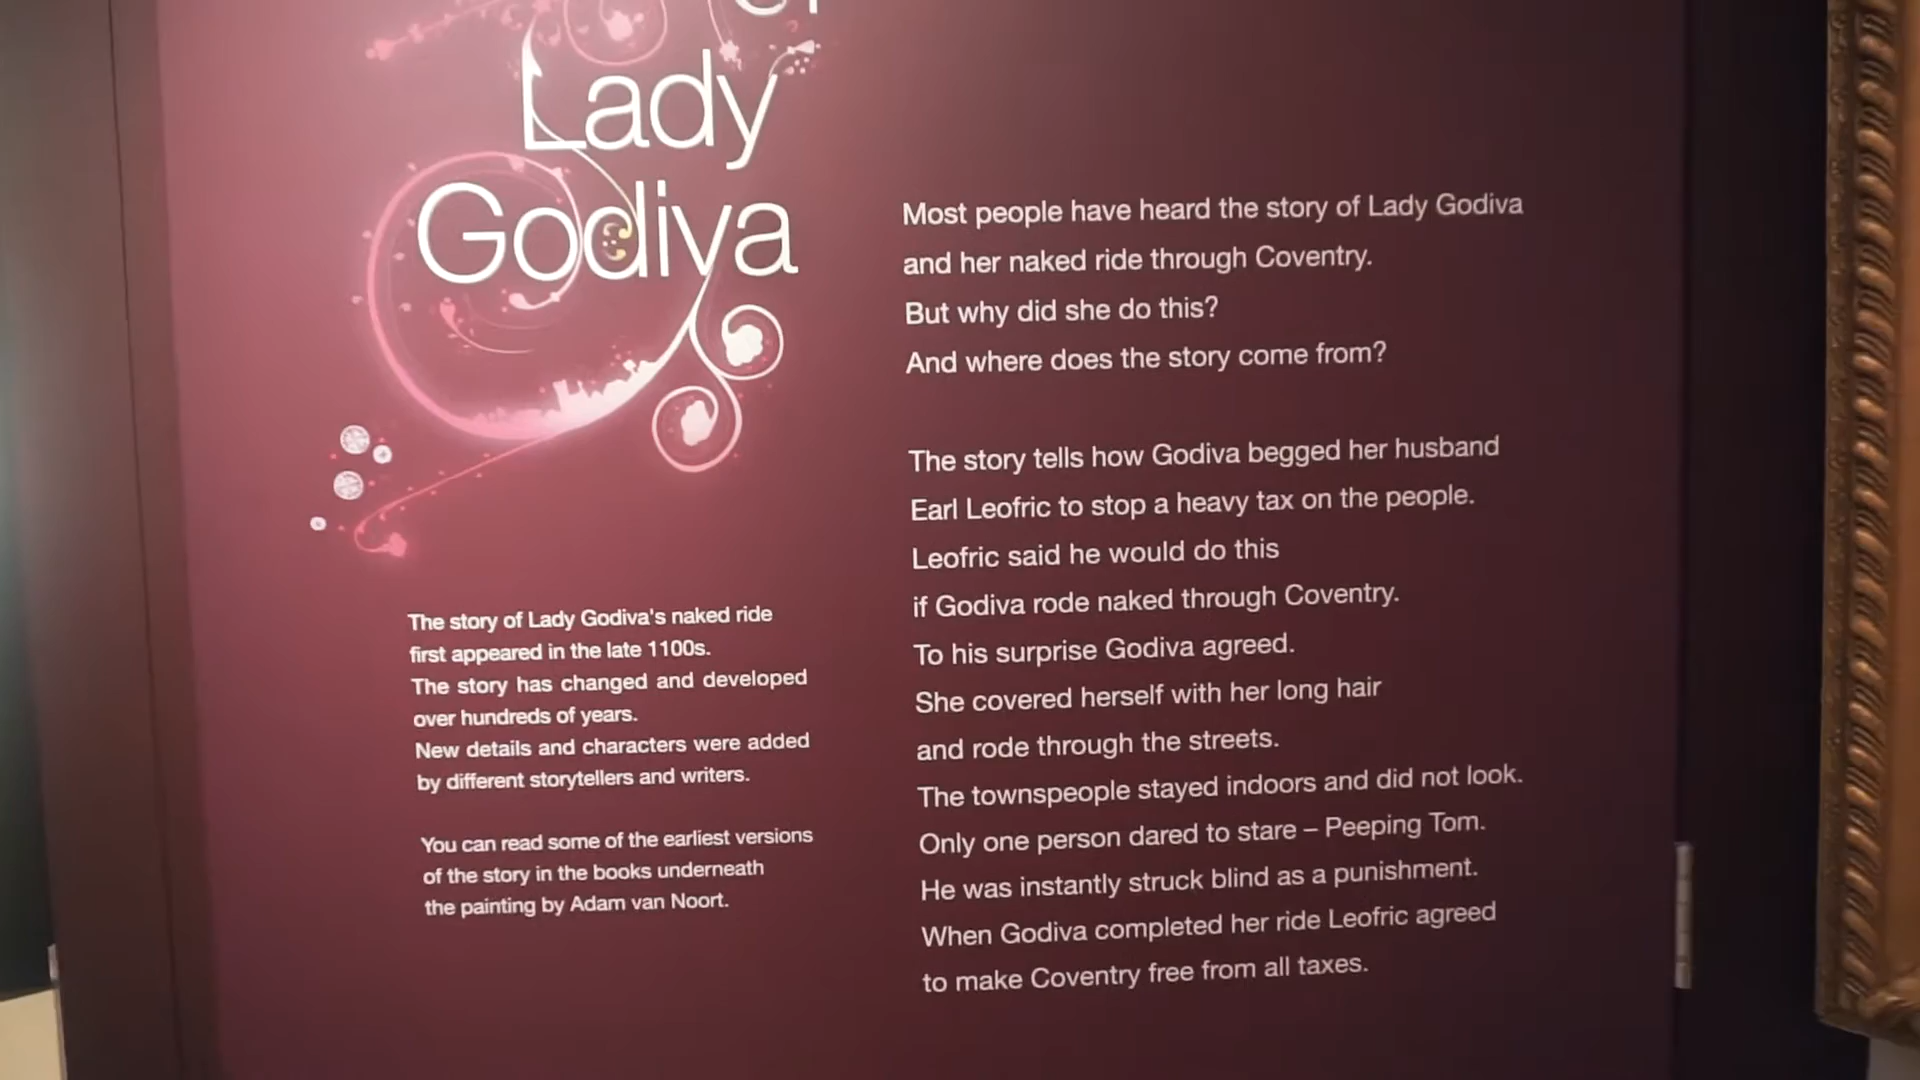 Lady
Godiva
The story of Lady Godiva's naked ride
first appeared in the late 1100s.
The story has changed and developed
over hundreds of years.
New details and characters were added
by different storytellers and writers.
You can read some of the earliest versions
of the story in the books underneath
the painting by Adam van Noort.
Most people have heard the story of Lady Godiva
and her naked ride through Coventry.
But why did she do this?
And where does the story come from?
The story tells how Godiva begged her husband
Earl Leofric to stop a heavy tax on the people.
Leofric said he would do this
if Godiva rode naked through Coventry.
To his surprise Godiva agreed.
She covered herself with her long hair
and rode through the streets.
The townspeople stayed indoors and did not look.
Only one person dared to stare – Peeping Tom.
He was instantly struck blind as a punishment.
When Godiva completed her ride Leofric agreed
to make Coventry free from all taxes.